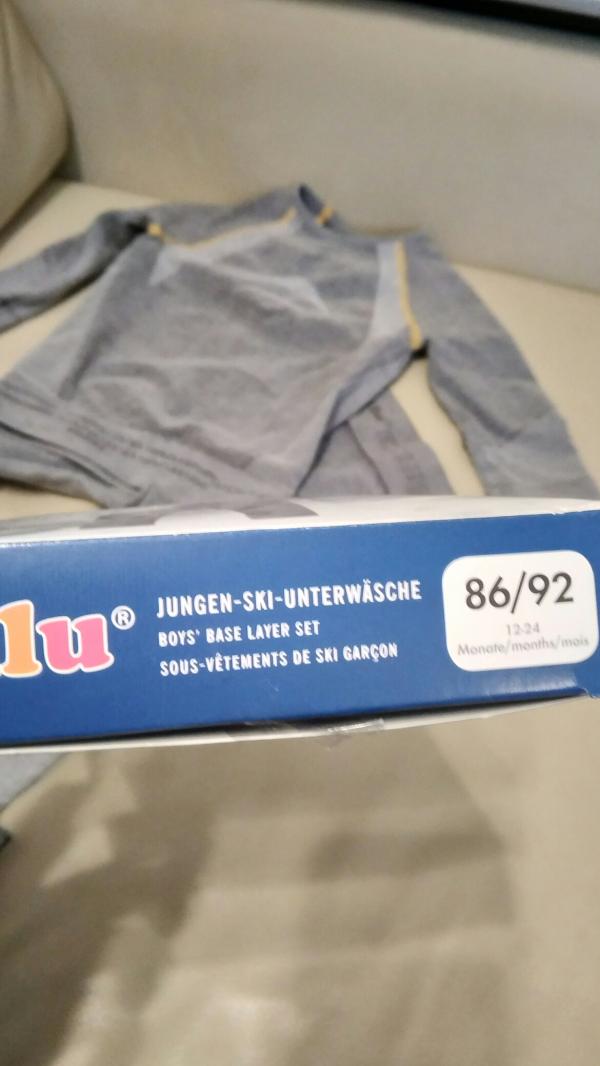 lu®
JUNGEN-SKI-UNTERWÄSCHE
BOYS' BASE LAYER SET
SOUS-VÊTEMENTS DE SKI GARÇON
86/92
12-24
Monate/months/mois